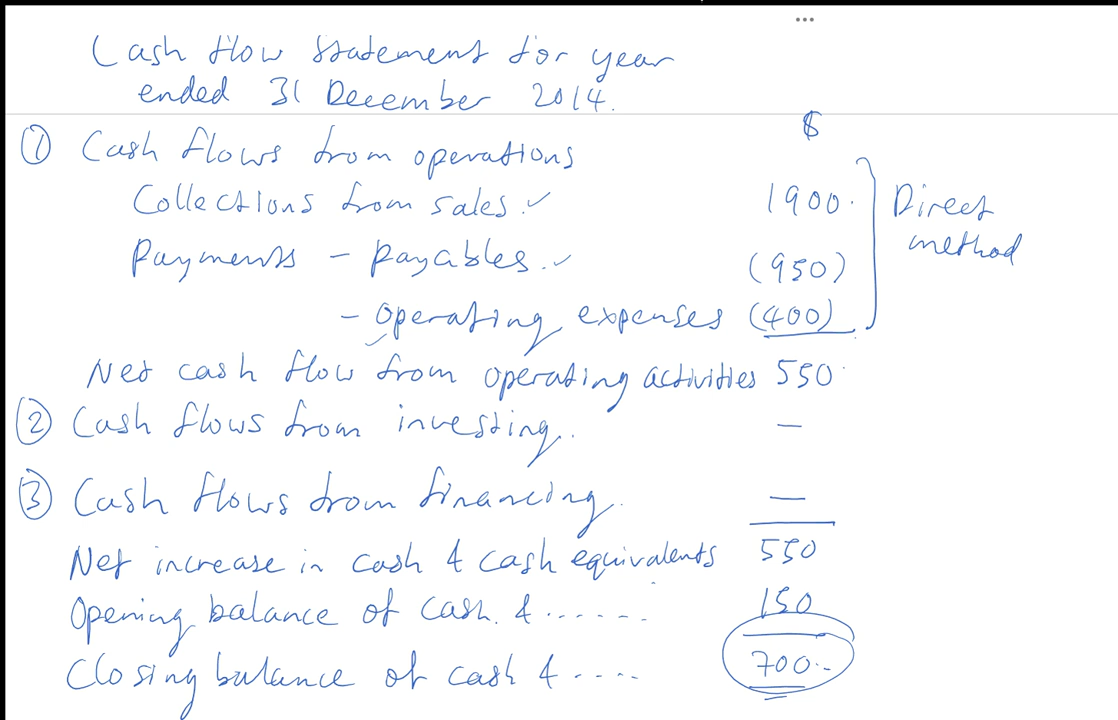 Cash flow statement for year
ended 31 December 2014.
$
① Cash flows from operations
Collections from sales. ✓ 1900. Direct
method
Payments - payables. ✓ (950)
- operating expenses (400)
Net cash flow from operating activities 550
② Cash flows from investing. —
③ Cash flows from financing. —
Net increase in cash & cash equivalents 550
Opening balance of cash & ..... 150
Closing balance of cash & .... 700